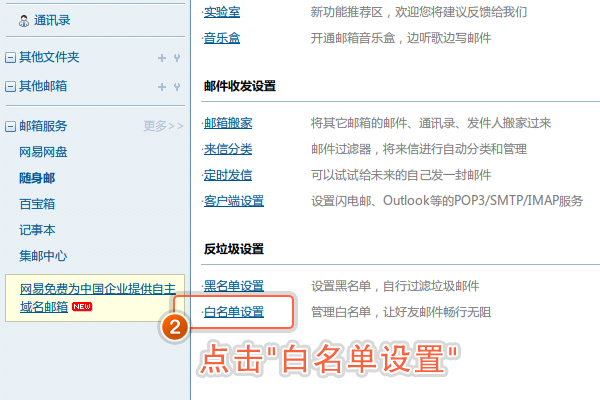 通讯录
其他文件夹
其他邮箱
邮箱服务 更多>>
网易网盘
随身邮
百宝箱
记事本
集邮中心
网易免费为中国企业提供自主
域名邮箱 NEW
·实验室 新功能推荐区，欢迎您将建议反馈给我们
·音乐盒 开通邮箱音乐盒，边听歌边写邮件
邮件收发设置
·邮箱搬家 将其它邮箱的邮件、通讯录、发件人搬家过来
·来信分类 邮件过滤器，将来信进行自动分类和管理
·定时发信 可以试试给未来的自己发一封邮件
·客户端设置 设置闪电邮、Outlook等的POP3/SMTP/IMAP服务
反垃圾设置
·黑名单设置 设置黑名单，自行过滤垃圾邮件
·白名单设置 管理白名单，让好友邮件畅行无阻
2
点击"白名单设置"